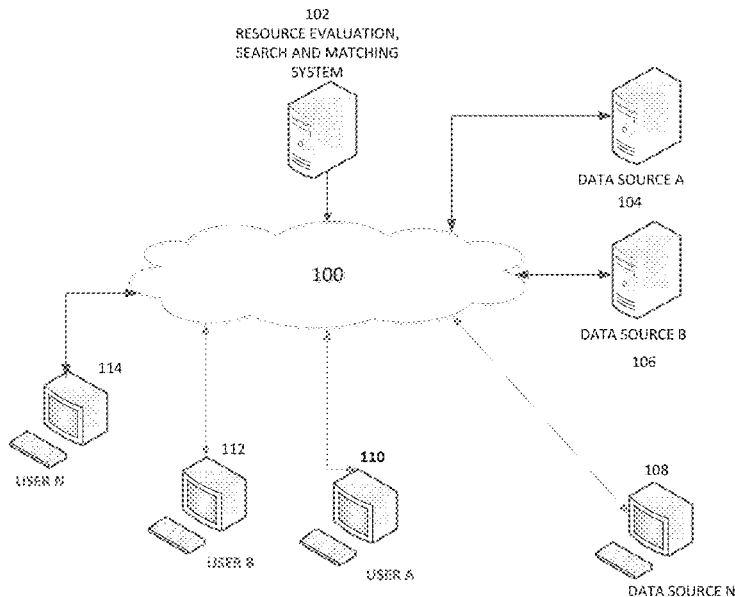 102
RESOURCE EVALUATION,
SEARCH AND MATCHING
SYSTEM
DATA SOURCE A
104
100
DATA SOURCE B
106
114
USER N
112
USER B
110
USER A
108
DATA SOURCE N